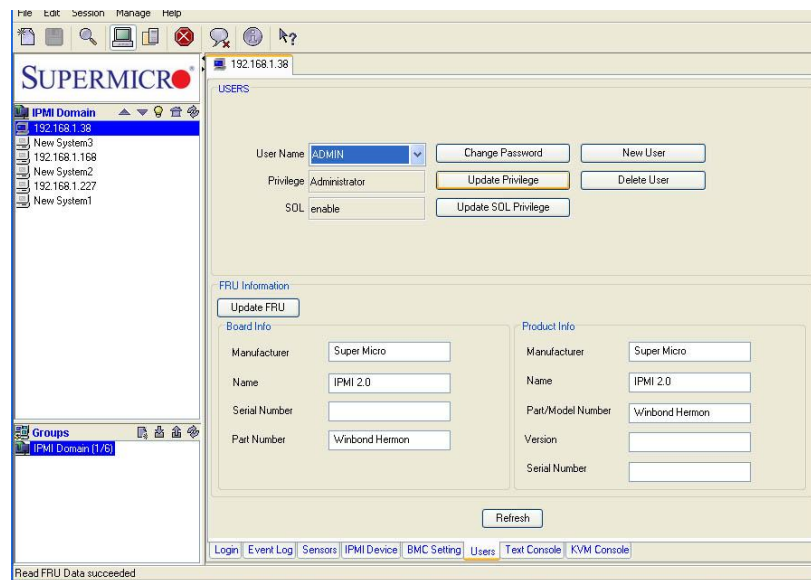 File Edit Session Manage Help
SUPERMICRO
192.168.1.38
IPMI Domain
192.168.1.38
New System3
192.168.1.168
New System2
192.168.1.227
New System1
USERS
User Name ADMIN Change Password New User
Privilege Administrator Update Privilege Delete User
SOL enable Update SOL Privilege
FRU Information
Update FRU
Board Info Product Info
Manufacturer Super Micro Manufacturer Super Micro
Name IPMI 2.0 Name IPMI 2.0
Serial Number Part/Model Number Winbond Hermon
Part Number Winbond Hermon Version
Serial Number
Groups
IPMI Domain (1/6)
Refresh
Login Event Log Sensors IPMI Device BMC Setting Users Text Console KVM Console
Read FRU Data succeeded